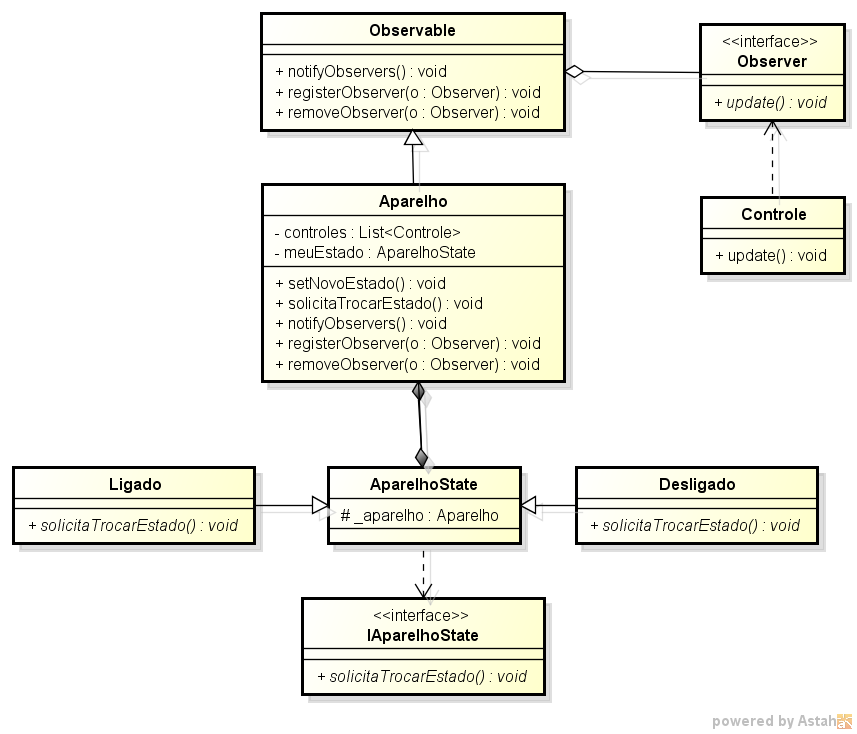 Observable
+ notifyObservers() : void
+ registerObserver(o : Observer) : void
+ removeObserver(o : Observer) : void
<<interface>>
Observer
+ update() : void
Aparelho
- controles : List<Controle>
- meuEstado : AparelhoState
+ setNovoEstado() : void
+ solicitaTrocarEstado() : void
+ notifyObservers() : void
+ registerObserver(o : Observer) : void
+ removeObserver(o : Observer) : void
Controle
+ update() : void
Ligado
+ solicitaTrocarEstado() : void
AparelhoState
# _aparelho : Aparelho
Desligado
+ solicitaTrocarEstado() : void
<<interface>>
IAparelhoState
+ solicitaTrocarEstado() : void
powered by Astah